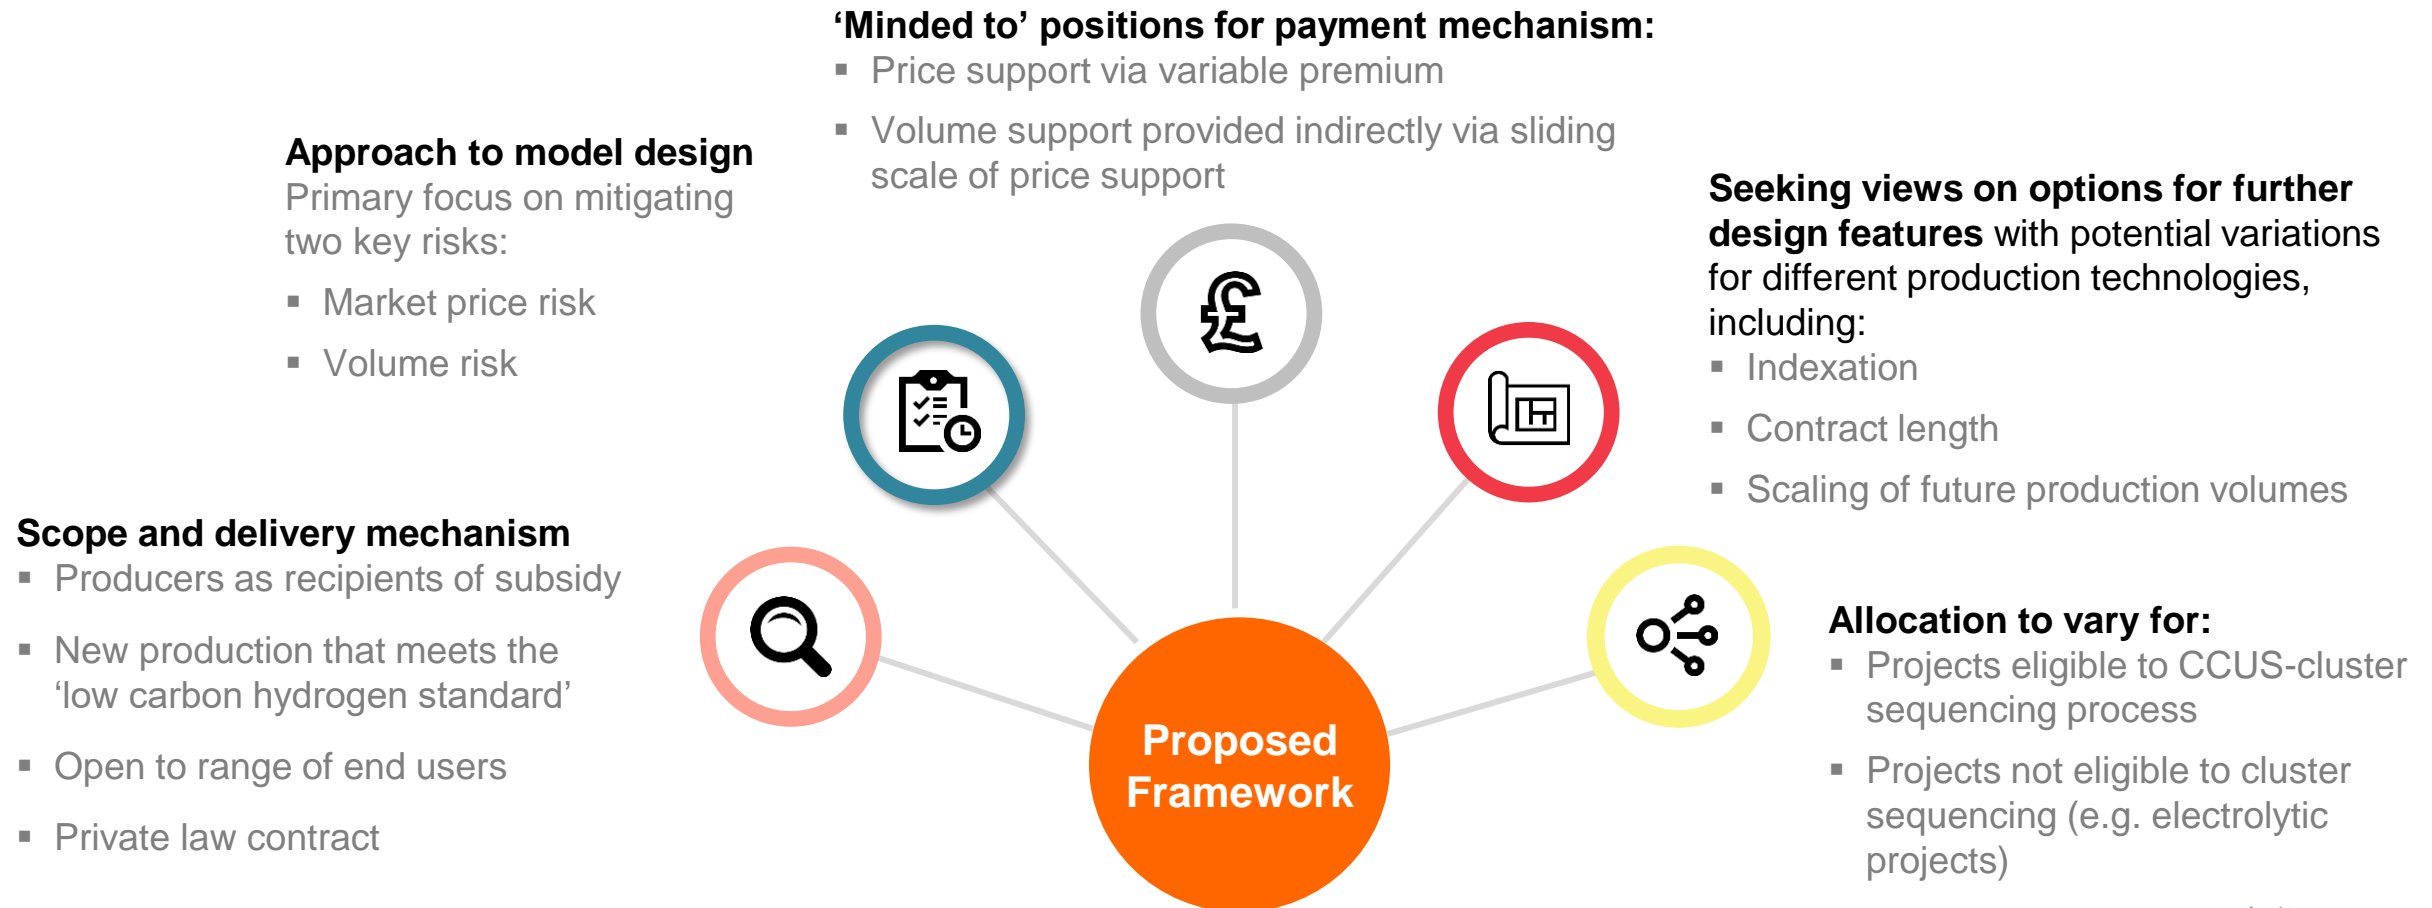 ‘Minded to’ positions for payment mechanism:
▪ Price support via variable premium
▪ Volume support provided indirectly via sliding
scale of price support
Approach to model design
Primary focus on mitigating
two key risks:
▪ Market price risk
▪ Volume risk
Seeking views on options for further
design features with potential variations
for different production technologies,
including:
▪ Indexation
▪ Contract length
▪ Scaling of future production volumes
Scope and delivery mechanism
▪ Producers as recipients of subsidy
▪ New production that meets the
‘low carbon hydrogen standard’
▪ Open to range of end users
▪ Private law contract
Allocation to vary for:
▪ Projects eligible to CCUS-cluster
sequencing process
▪ Projects not eligible to cluster
sequencing (e.g. electrolytic
projects)
Proposed
Framework
£